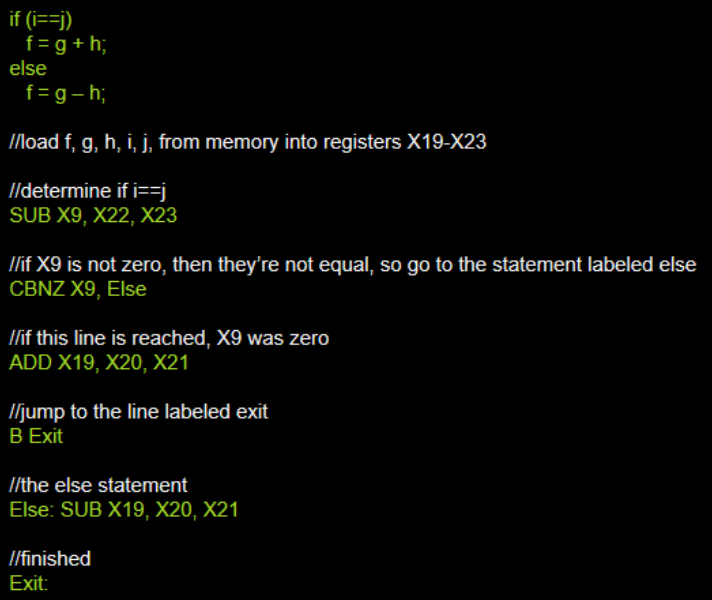 if (i==j)
f = g + h;
else
f = g – h;
//load f, g, h, i, j, from memory into registers X19-X23
//determine if i==j
SUB X9, X22, X23
//if X9 is not zero, then they’re not equal, so go to the statement labeled else
CBNZ X9, Else
//if this line is reached, X9 was zero
ADD X19, X20, X21
//jump to the line labeled exit
B Exit
//the else statement
Else: SUB X19, X20, X21
//finished
Exit: